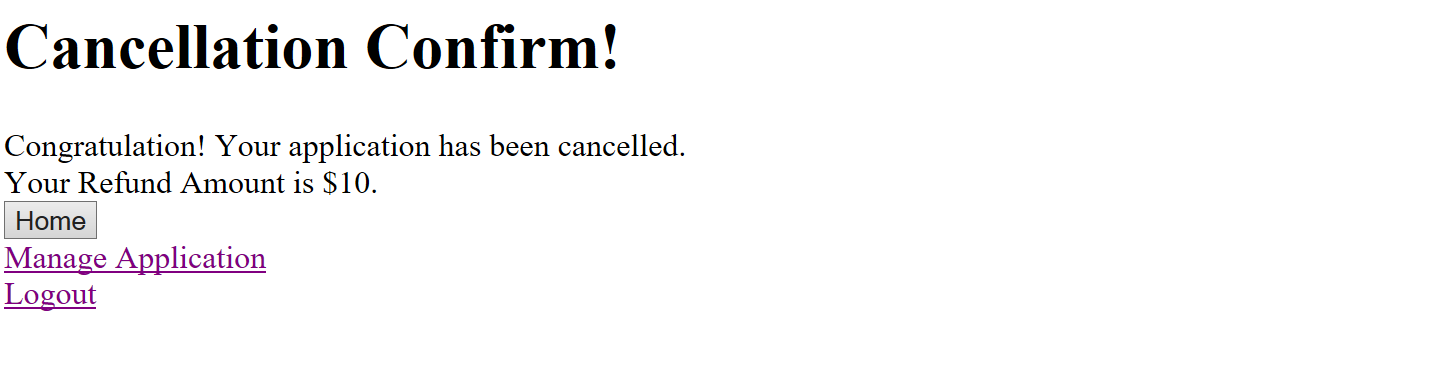 Cancellation Confirm!
Congratulation! Your application has been cancelled.
Your Refund Amount is $10.
Home
Manage Application
Logout